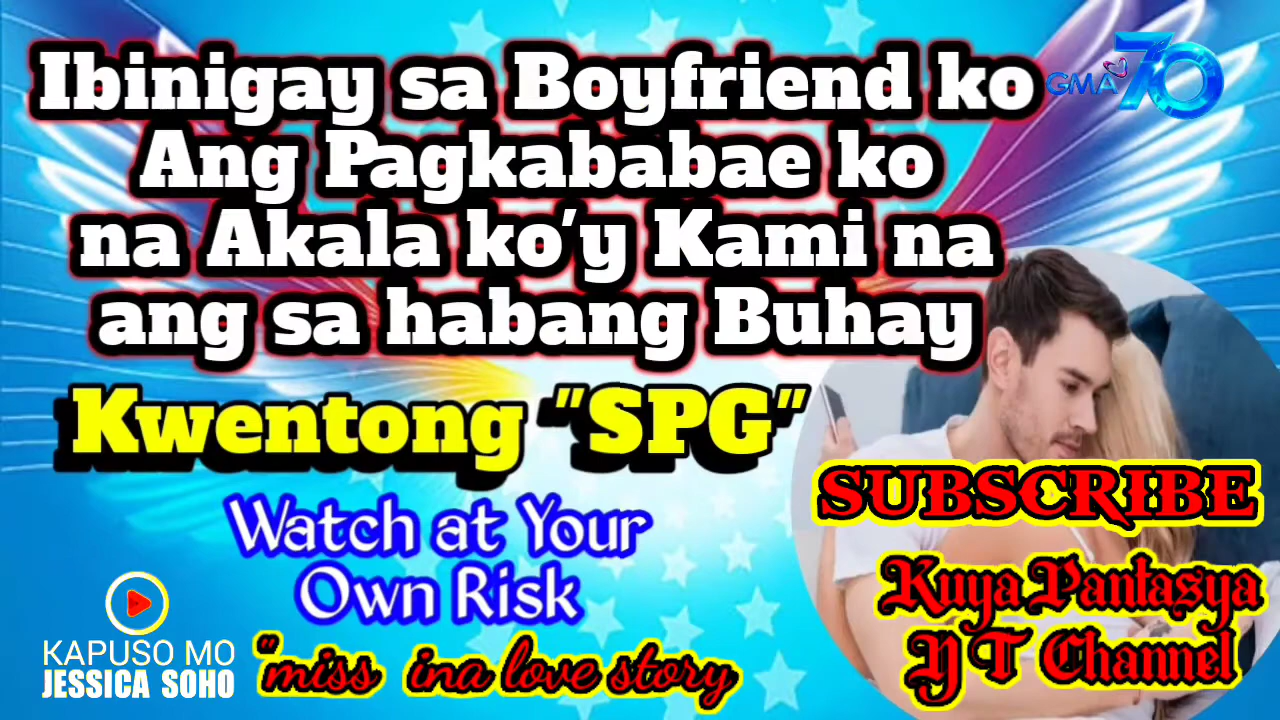 Ibinigay sa Boyfriend ko
GMA 70
Ang Pagkababae ko
na Akala ko'y Kami na
ang sa habang Buhay
Kwentong "SPG"
SUBSCRIBE
Watch at Your
Own Risk
Kuya Pantasya
YT Channel
KAPUSO MO
JESSICA SOHO
"miss ina love story